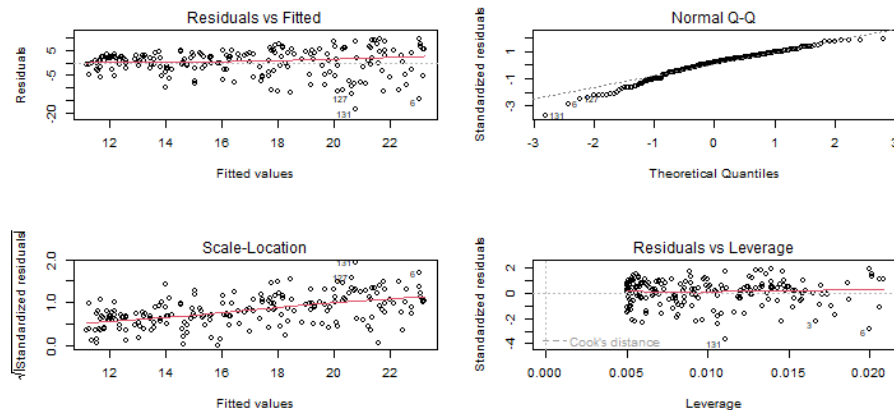 Residuals vs Fitted
Residuals
5
-5
-20
127
131
6
12 14 16 18 20 22
Fitted values
Normal Q-Q
Standardized residuals
1
-1
-3
131
6
127
-3 -2 -1 0 1 2 3
Theoretical Quantiles
Scale-Location
√|Standardized residuals|
2.0
1.0
0.0
131
127
6
12 14 16 18 20 22
Fitted values
Residuals vs Leverage
Standardized residuals
2
0
-2
-4
Cook's distance
131
3
6
0.000 0.005 0.010 0.015 0.020
Leverage